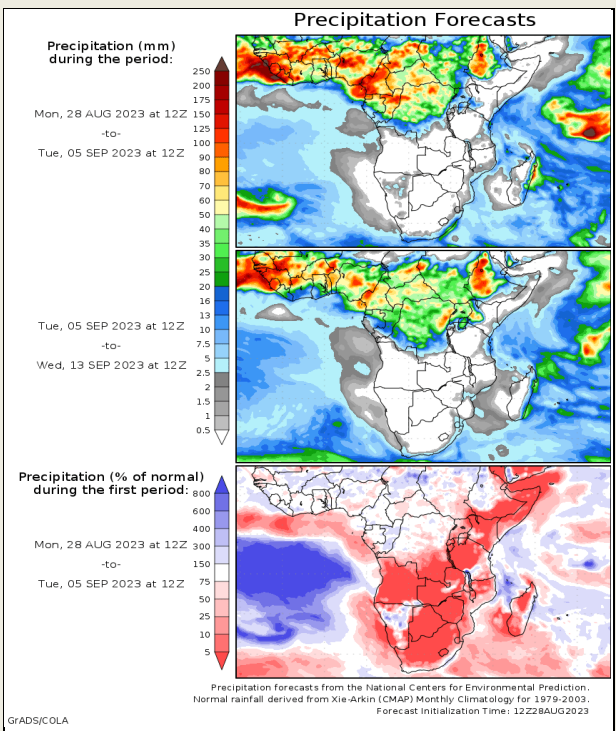 Precipitation Forecasts
Precipitation (mm)
during the period:
250
200
175
150
125
100
90
80
70
60
50
40
35
30
25
20
16
13
10
7.5
5
2.5
2
1.5
1
0.5
Mon, 28 AUG 2023 at 12Z
-to-
Tue, 05 SEP 2023 at 12Z
Tue, 05 SEP 2023 at 12Z
-to-
Wed, 13 SEP 2023 at 12Z
Precipitation (% of normal)
during the first period:
800
600
400
300
150
75
50
25
10
5
Mon, 28 AUG 2023 at 12Z
-to-
Tue, 05 SEP 2023 at 12Z
Precipitation forecasts from the National Centers for Environmental Prediction.
Normal rainfall derived from Xie-Arkin (CMAP) Monthly Climatology for 1979-2003.
Forecast Initialization Time: 12Z28AUG2023
GrADS/COLA